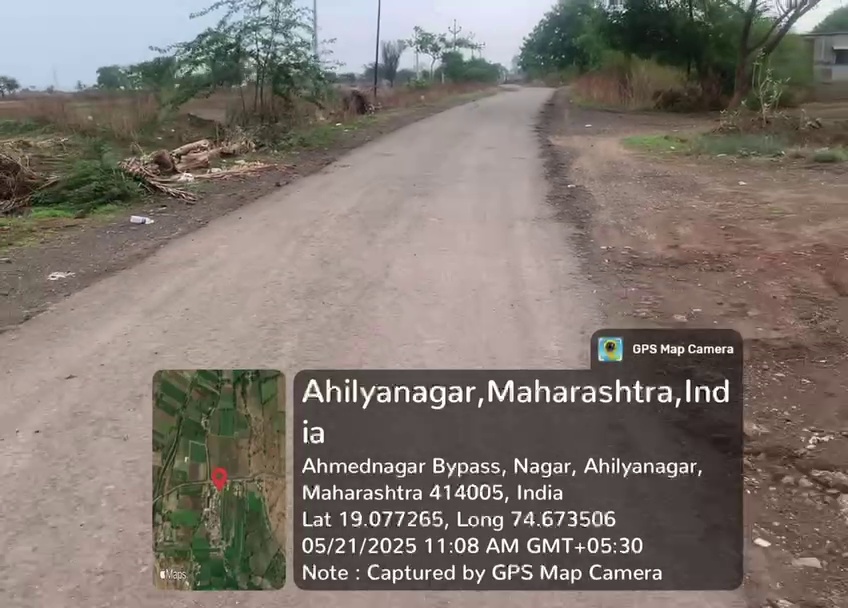 GPS Map Camera
Ahilyanagar,Maharashtra,Ind
ia
Ahmednagar Bypass, Nagar, Ahilyanagar,
Maharashtra 414005, India
Lat 19.077265, Long 74.673506
05/21/2025 11:08 AM GMT+05:30
Note : Captured by GPS Map Camera
Maps